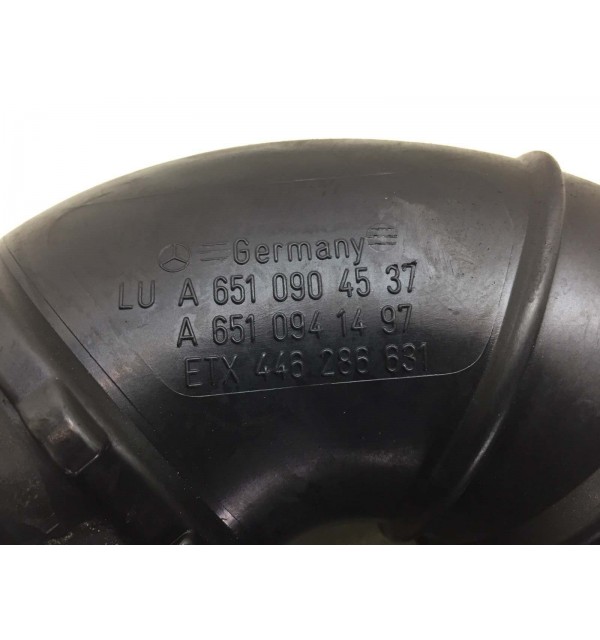 Germany
LU A 651 090 45 37
A 651 094 14 97
ETX 446 286 631